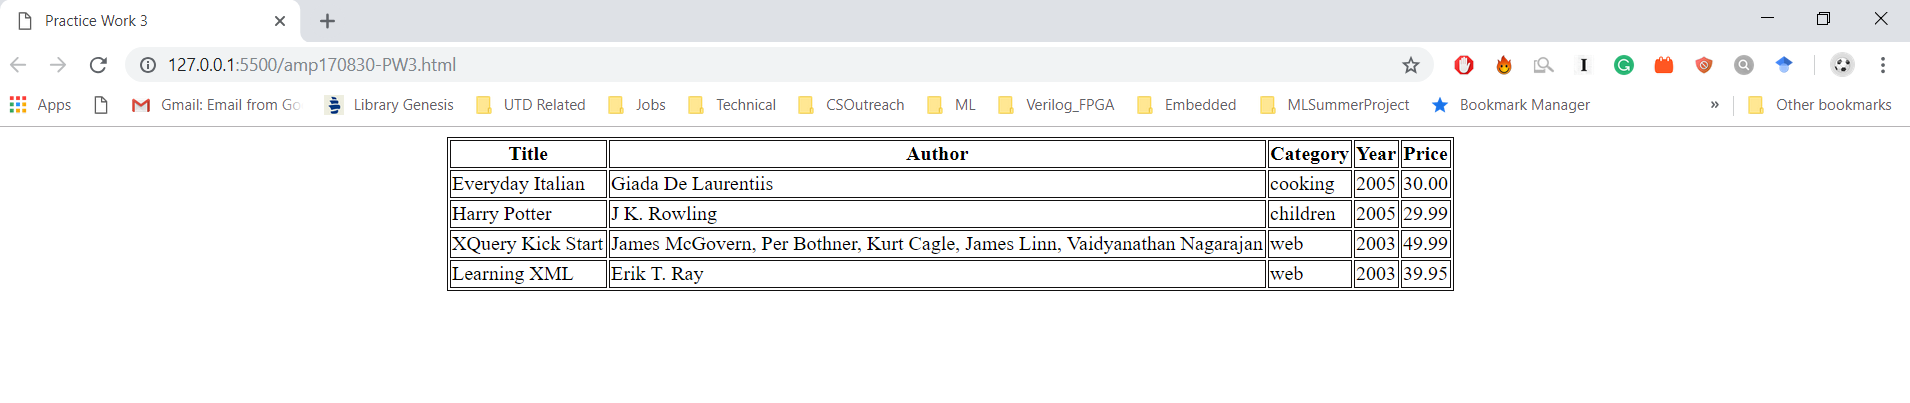 Practice Work 3
127.0.0.1:5500/amp170830-PW3.html
Apps Gmail: Email from Go Library Genesis UTD Related Jobs Technical CSOutreach ML Verilog_FPGA Embedded MLSummerProject Bookmark Manager » Other bookmarks
Title Author Category Year Price
Everyday Italian Giada De Laurentiis cooking 2005 30.00
Harry Potter J K. Rowling children 2005 29.99
XQuery Kick Start James McGovern, Per Bothner, Kurt Cagle, James Linn, Vaidyanathan Nagarajan web 2003 49.99
Learning XML Erik T. Ray web 2003 39.95